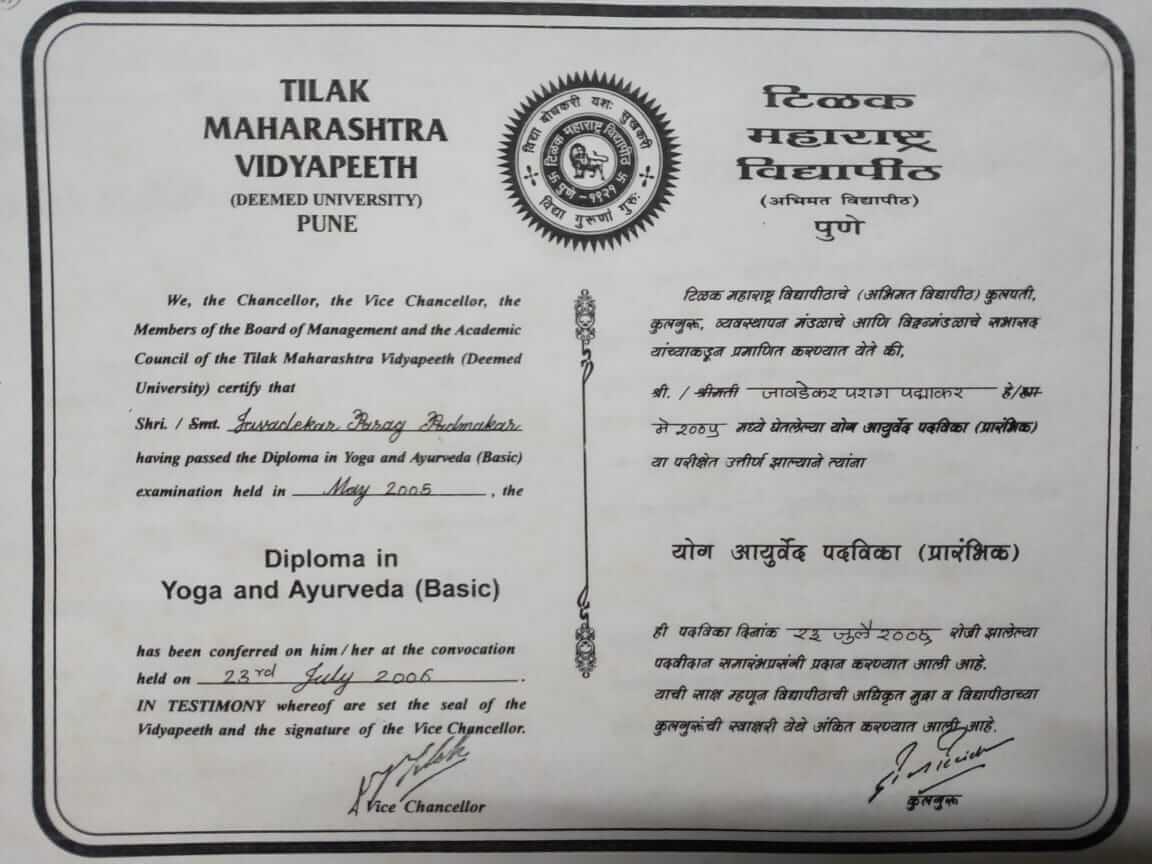 TILAK
MAHARASHTRA
VIDYAPEETH
(DEEMED UNIVERSITY)
PUNE
विद्या बोधकरी यशः सुखकरी
टिळक महाराष्ट्र विद्यापीठ
पुणे - १९२१
विद्या गुरूणां गुरुः
टिळक
महाराष्ट्र
विद्यापीठ
(अभिमत विद्यापीठ)
पुणे
We, the Chancellor, the Vice Chancellor, the
Members of the Board of Management and the Academic
Council of the Tilak Maharashtra Vidyapeeth (Deemed
University) certify that
Shri. / Smt. Javadekar Parag Padmakar
having passed the Diploma in Yoga and Ayurveda (Basic)
examination held in May 2005, the
Diploma in
Yoga and Ayurveda (Basic)
has been conferred on him/her at the convocation
held on 23rd July 2006.
IN TESTIMONY whereof are set the seal of the
Vidyapeeth and the signature of the Vice Chancellor.
Vice Chancellor
टिळक महाराष्ट्र विद्यापीठाचे (अभिमत विद्यापीठ) कुलपती,
कुलगुरू, व्यवस्थापन मंडळाचे आणि विद्वन्मंडळाचे सभासद
यांच्याकडून प्रमाणित करण्यात येते की,
श्री. / श्रीमती जावडेकर पराग पद्माकर हे/ह्या
मे २००५ मध्ये घेतलेल्या योग आयुर्वेद पदविका (प्रारंभिक)
या परीक्षेत उत्तीर्ण झाल्याने त्यांना
योग आयुर्वेद पदविका (प्रारंभिक)
ही पदविका दिनांक २३ जुलै २००६ रोजी झालेल्या
पदवीदान समारंभप्रसंगी प्रदान करण्यात आली आहे.
याची साक्ष म्हणून विद्यापीठाची अधिकृत मुद्रा व विद्यापीठाच्या
कुलगुरूंची स्वाक्षरी येथे अंकित करण्यात आली आहे.
कुलगुरू